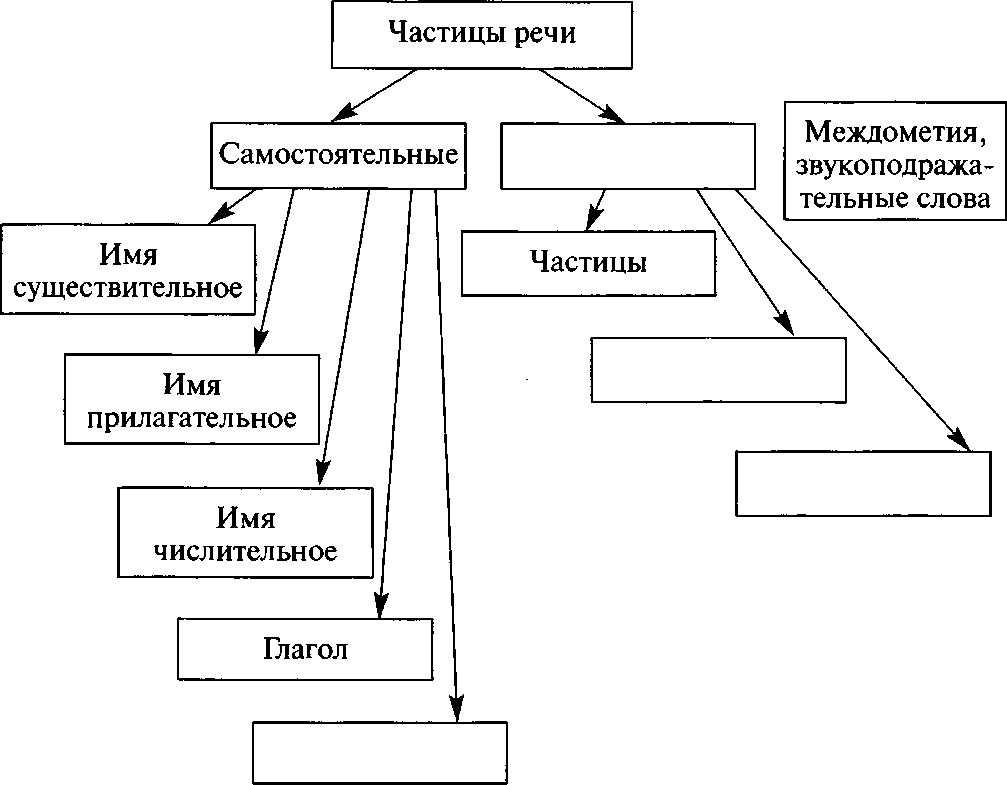 Частицы речи
Самостоятельные
Междометия,
звукоподража-
тельные слова
Имя
существительное
Частицы
Имя
прилагательное
Имя
числительное
Глагол